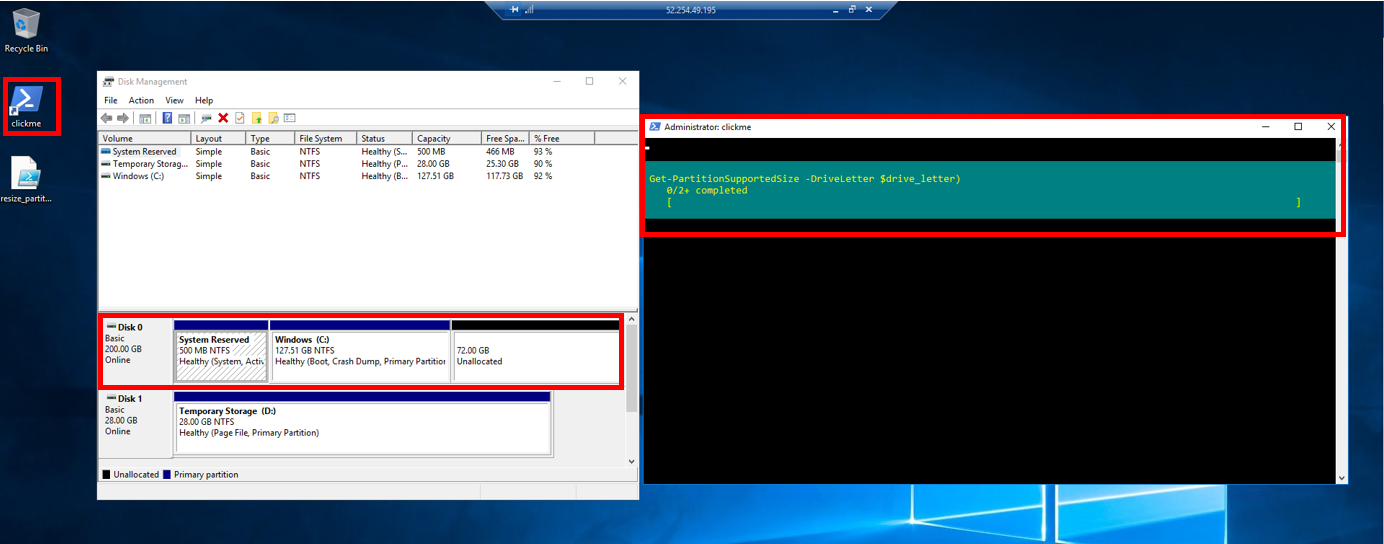 52.254.49.195
Recycle Bin
clickme
resize_partit...
Disk Management
File Action View Help
Volume Layout Type File System Status Capacity Free Spa... % Free
System Reserved Simple Basic NTFS Healthy (S... 500 MB 466 MB 93 %
Temporary Storag... Simple Basic NTFS Healthy (P... 28.00 GB 25.30 GB 90 %
Windows (C:) Simple Basic NTFS Healthy (B... 127.51 GB 117.73 GB 92 %
Disk 0
Basic
200.00 GB
Online
System Reserved
500 MB NTFS
Healthy (System, Activ
Windows (C:)
127.51 GB NTFS
Healthy (Boot, Crash Dump, Primary Partition
72.00 GB
Unallocated
Disk 1
Basic
28.00 GB
Online
Temporary Storage (D:)
28.00 GB NTFS
Healthy (Page File, Primary Partition)
Unallocated Primary partition
Administrator: clickme
Get-PartitionSupportedSize -DriveLetter $drive_letter)
0/2+ completed
[ ]